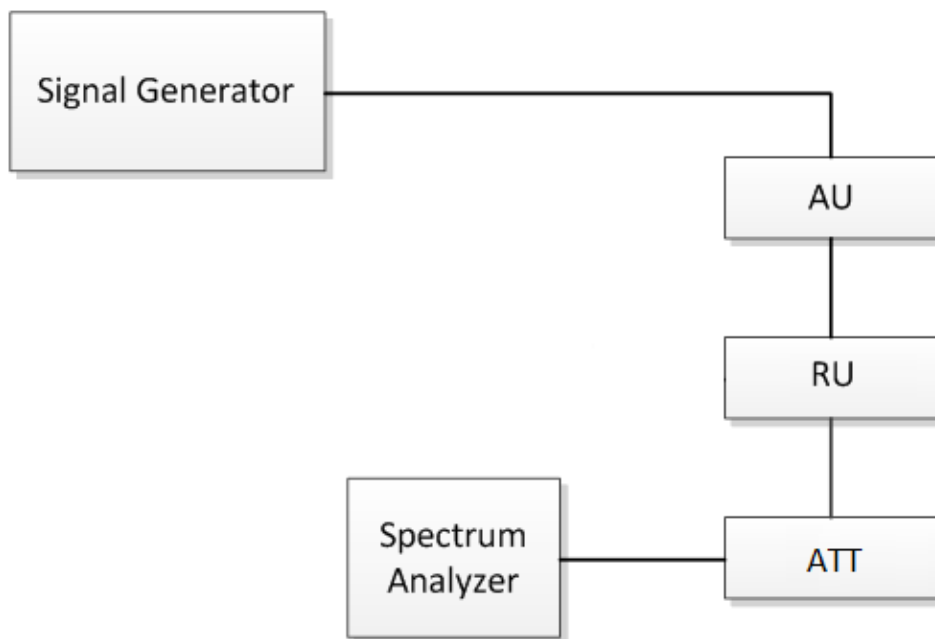 Signal Generator
AU
RU
Spectrum
Analyzer
ATT